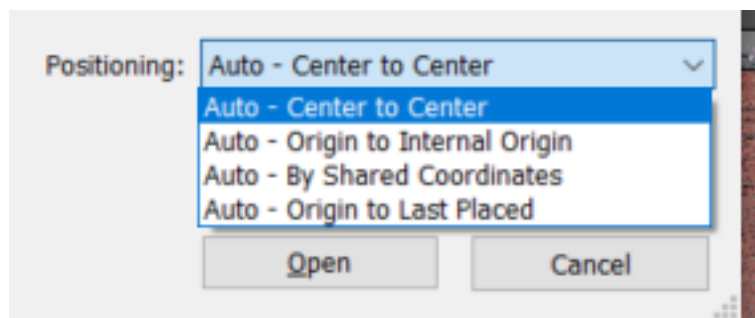 Positioning: Auto - Center to Center
Auto - Center to Center
Auto - Origin to Internal Origin
Auto - By Shared Coordinates
Auto - Origin to Last Placed
Open Cancel